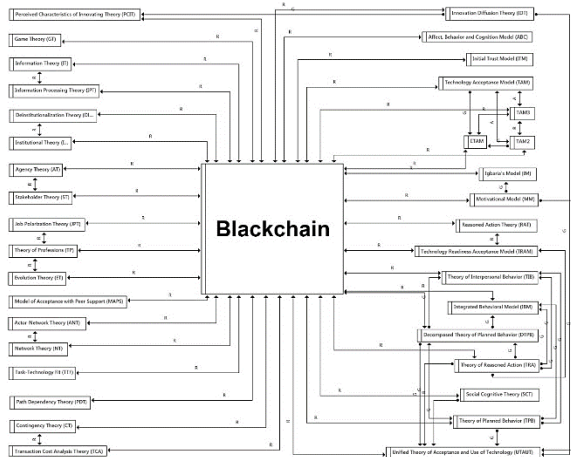 Perceived Characteristics of Innovating Theory (PCIT)
Game Theory (GT)
Information Theory (IT)
Information Processing Theory (IPT)
Deinstitutionalization Theory (DI...
Institutional Theory (I...
Agency Theory (AT)
Stakeholder Theory (ST)
Job Polarization Theory (JPT)
Theory of Professions (TP)
Evolution Theory (ET)
Model of Acceptance with Peer Support (MAPS)
Actor Network Theory (ANT)
Network Theory (NT)
Task-Technology Fit (TTF)
Path Dependency Theory (PDT)
Contingency Theory (CT)
Transaction Cost Analysis Theory (TCA)
Blackchain
Innovation Diffusion Theory (IDT)
Affect, Behavior and Cognition Model (ABC)
Initial Trust Model (ITM)
Technology Acceptance Model (TAM)
TAM3
ETAM
TAM2
Igbaria's Model (IM)
Motivational Model (MM)
Reasoned Action Theory (RAT)
Technology Readiness Acceptance Model (TRAM)
Theory of Interpersonal Behavior (TIB)
Integrated Behavioral Model (IBM)
Decomposed Theory of Planned Behavior (DTPB)
Theory of Reasoned Action (TRA)
Social Cognitive Theory (SCT)
Theory of Planned Behavior (TPB)
Unified Theory of Acceptance and Use of Technology (UTAUT)